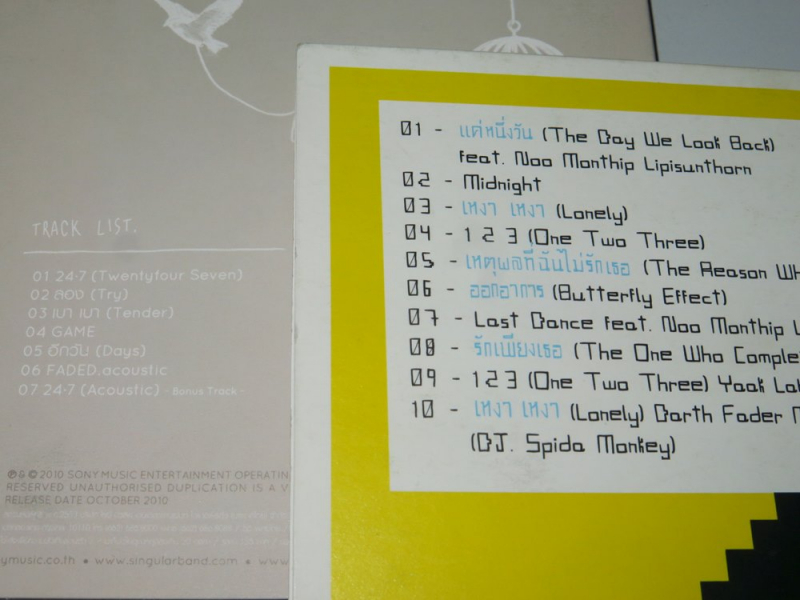 TRACK LIST.
01 24·7 (Twentyfour Seven)
02 ลอง (Try)
03 เบา เบา (Tender)
04 GAME
05 อีกวัน (Days)
06 FADED.acoustic
07 24·7 (Acoustic) - Bonus Track -
℗ & © 2010 SONY MUSIC ENTERTAINMENT OPERATIN
RESERVED UNAUTHORISED DUPLICATION IS A V
RELEASE DATE OCTOBER 2010
ymusic.co.th • www.singularband.com • www
01 - แค่หนึ่งวัน (The Day We Look Back)
feat. Noo Monthip Lipisunthorn
02 - Midnight
03 - เหงา เหงา (Lonely)
04 - 1 2 3 (One Two Three)
05 - เหตุผลที่ฉันไม่รักเธอ (The Reason Wh
06 - ออกอาการ (Butterfly Effect)
07 - Last Dance feat. Noo Monthip L
08 - รักเพียงเธอ (The One Who Comple
09 - 1 2 3 (One Two Three) Yaak Lab
10 - เหงา เหงา (Lonely) Darth Fader
(DJ. Spida Monkey)